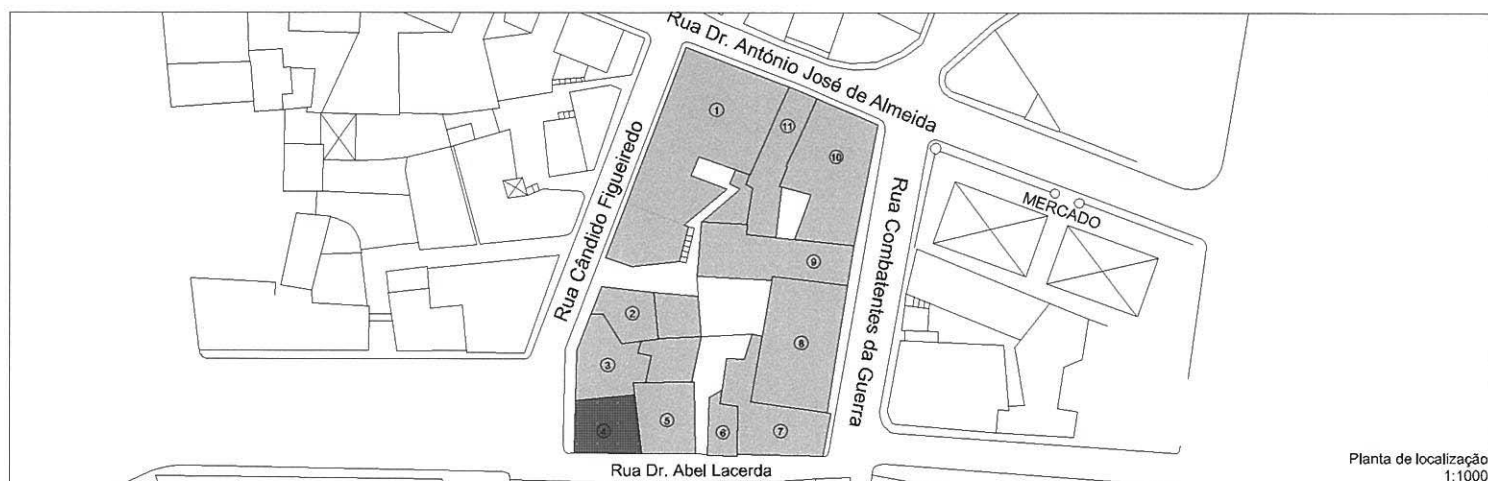 Rua Dr. António José de Almeida
1
11
10
Rua Cândido Figueiredo
Rua Combatentes da Guerra
MERCADO
9
2
8
3
4
5
6
7
Rua Dr. Abel Lacerda
Planta de localização
1:1000